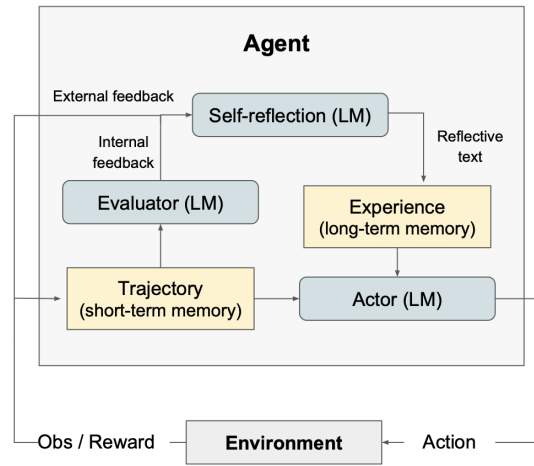 Agent
External feedback
Self-reflection (LM)
Internal
feedback
Reflective
text
Evaluator (LM)
Experience
(long-term memory)
Trajectory
(short-term memory)
Actor (LM)
Obs / Reward
Environment
Action